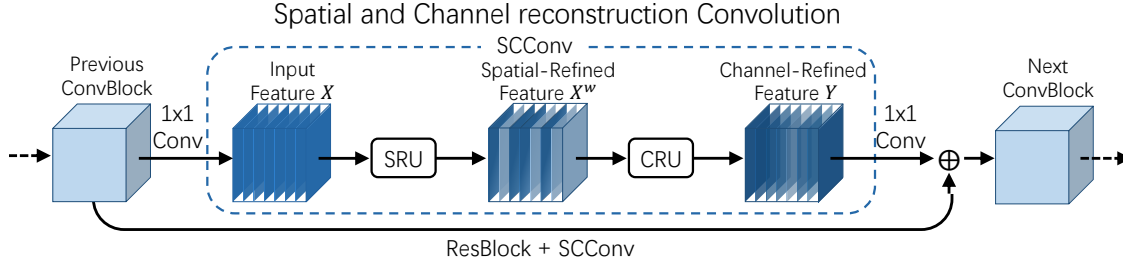 Spatial and Channel reconstruction Convolution
SCConv
Previous
ConvBlock
1x1
Conv
Input
Feature X
SRU
Spatial-Refined
Feature Xʷ
CRU
Channel-Refined
Feature Y
1x1
Conv
Next
ConvBlock
ResBlock + SCConv